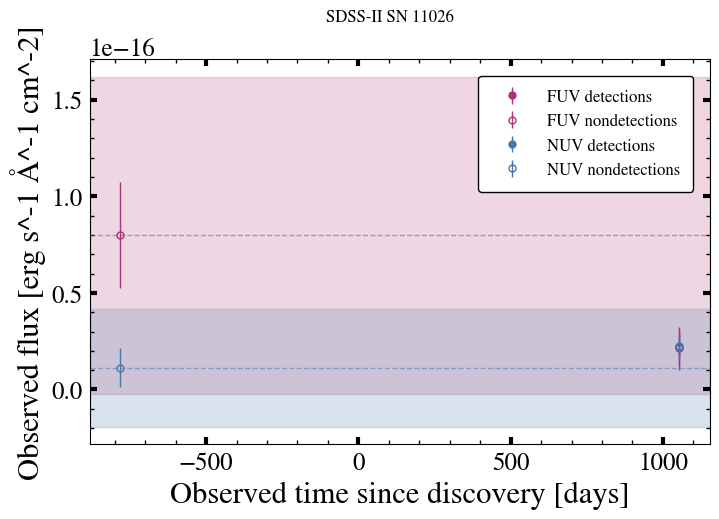 SDSS-II SN 11026
1e−16
FUV detections
FUV nondetections
NUV detections
NUV nondetections
1.5
1.0
0.5
0.0
Observed flux [erg s^-1 Å^-1 cm^-2]
−500
0
500
1000
Observed time since discovery [days]